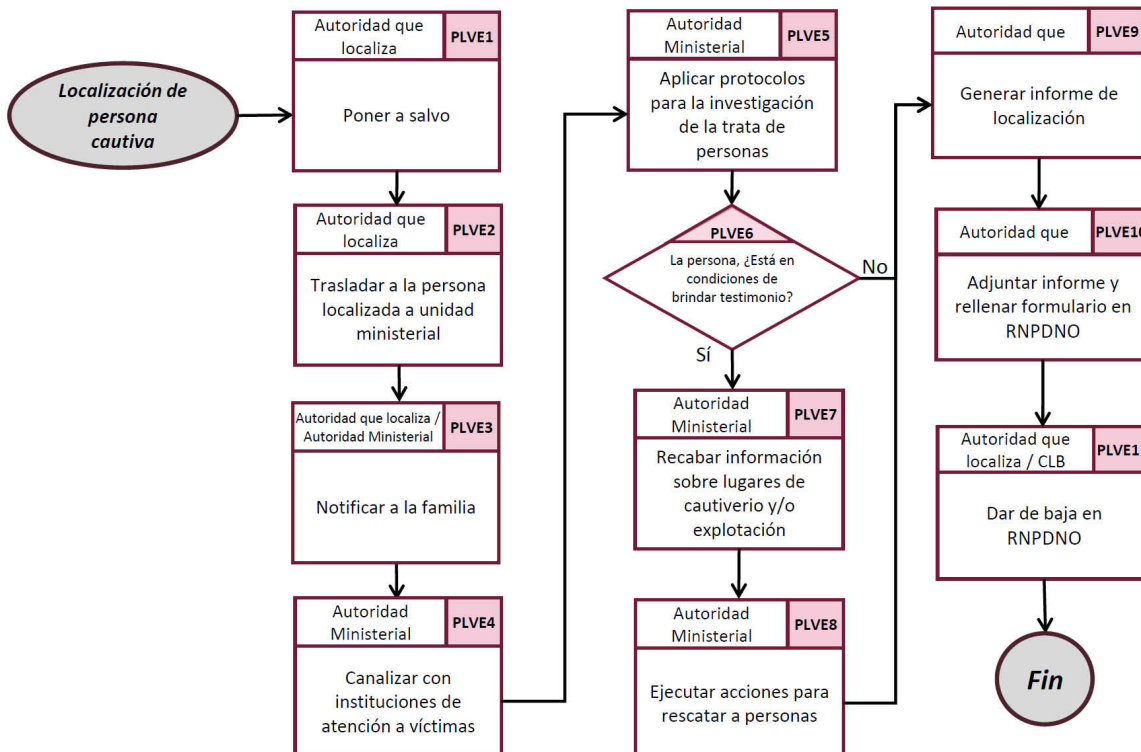 Localización de
persona
cautiva
Autoridad que
localiza
PLVE1
Poner a salvo
Autoridad que
localiza
PLVE2
Trasladar a la persona
localizada a unidad
ministerial
Autoridad que localiza /
Autoridad Ministerial
PLVE3
Notificar a la familia
Autoridad
Ministerial
PLVE4
Canalizar con
instituciones de
atención a víctimas
Autoridad
Ministerial
PLVE5
Aplicar protocolos
para la investigación
de la trata de
personas
PLVE6
La persona, ¿Está en
condiciones de
brindar testimonio?
No
Sí
Autoridad
Ministerial
PLVE7
Recabar información
sobre lugares de
cautiverio y/o
explotación
Autoridad
Ministerial
PLVE8
Ejecutar acciones para
rescatar a personas
Autoridad que
PLVE9
Generar informe de
localización
Autoridad que
PLVE10
Adjuntar informe y
rellenar formulario en
RNPDNO
Autoridad que
localiza / CLB
PLVE1
Dar de baja en
RNPDNO
Fin